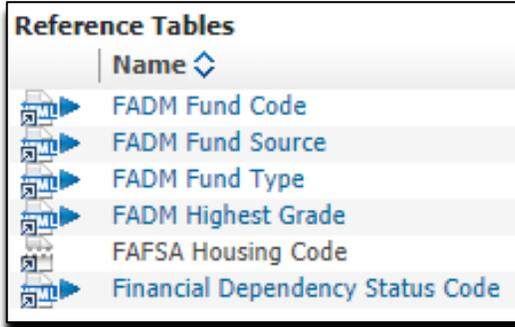 Reference Tables
Name
FADM Fund Code
FADM Fund Source
FADM Fund Type
FADM Highest Grade
FAFSA Housing Code
Financial Dependency Status Code